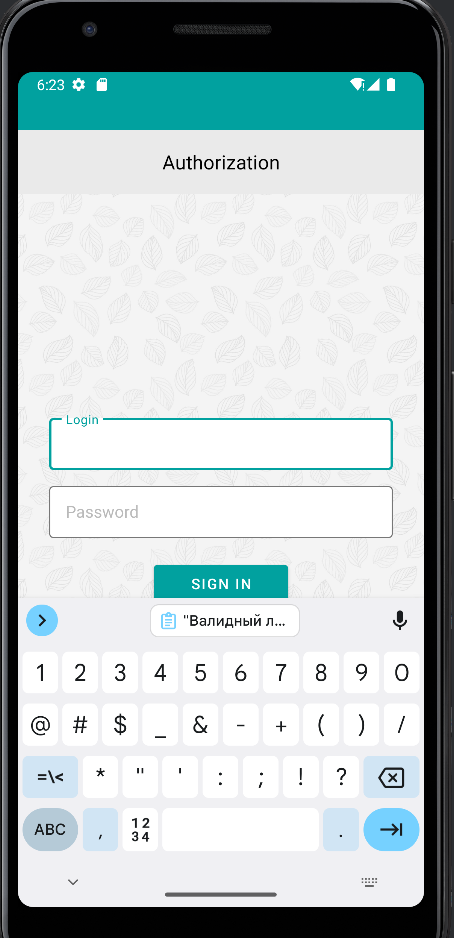 6:23
Authorization
Login
Password
SIGN IN
"Валидный л...
1 2 3 4 5 6 7 8 9 0
@ # $ _ & - + ( ) /
=\< * " ' : ; ! ?
ABC , 12 34 .